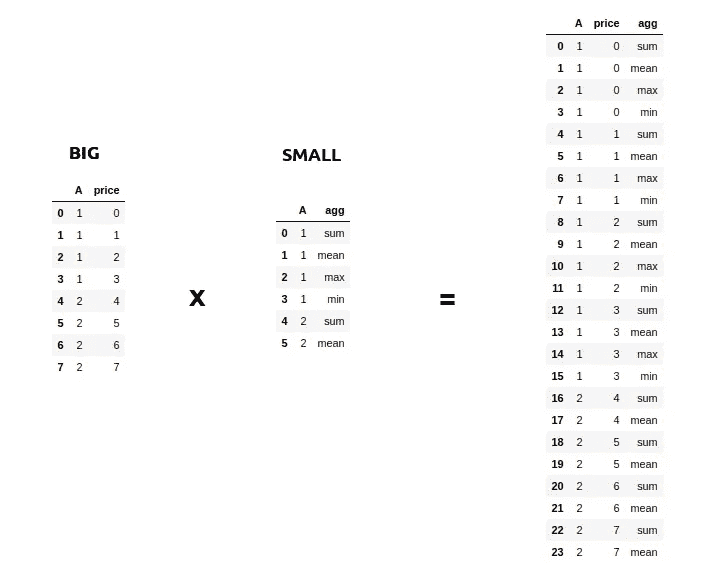 BIG
A price
0 1 0
1 1 1
2 1 2
3 1 3
4 2 4
5 2 5
6 2 6
7 2 7
x
SMALL
A agg
0 1 sum
1 1 mean
2 1 max
3 1 min
4 2 sum
5 2 mean
=
A price agg
0 1 0 sum
1 1 0 mean
2 1 0 max
3 1 0 min
4 1 1 sum
5 1 1 mean
6 1 1 max
7 1 1 min
8 1 2 sum
9 1 2 mean
10 1 2 max
11 1 2 min
12 1 3 sum
13 1 3 mean
14 1 3 max
15 1 3 min
16 2 4 sum
17 2 4 mean
18 2 5 sum
19 2 5 mean
20 2 6 sum
21 2 6 mean
22 2 7 sum
23 2 7 mean